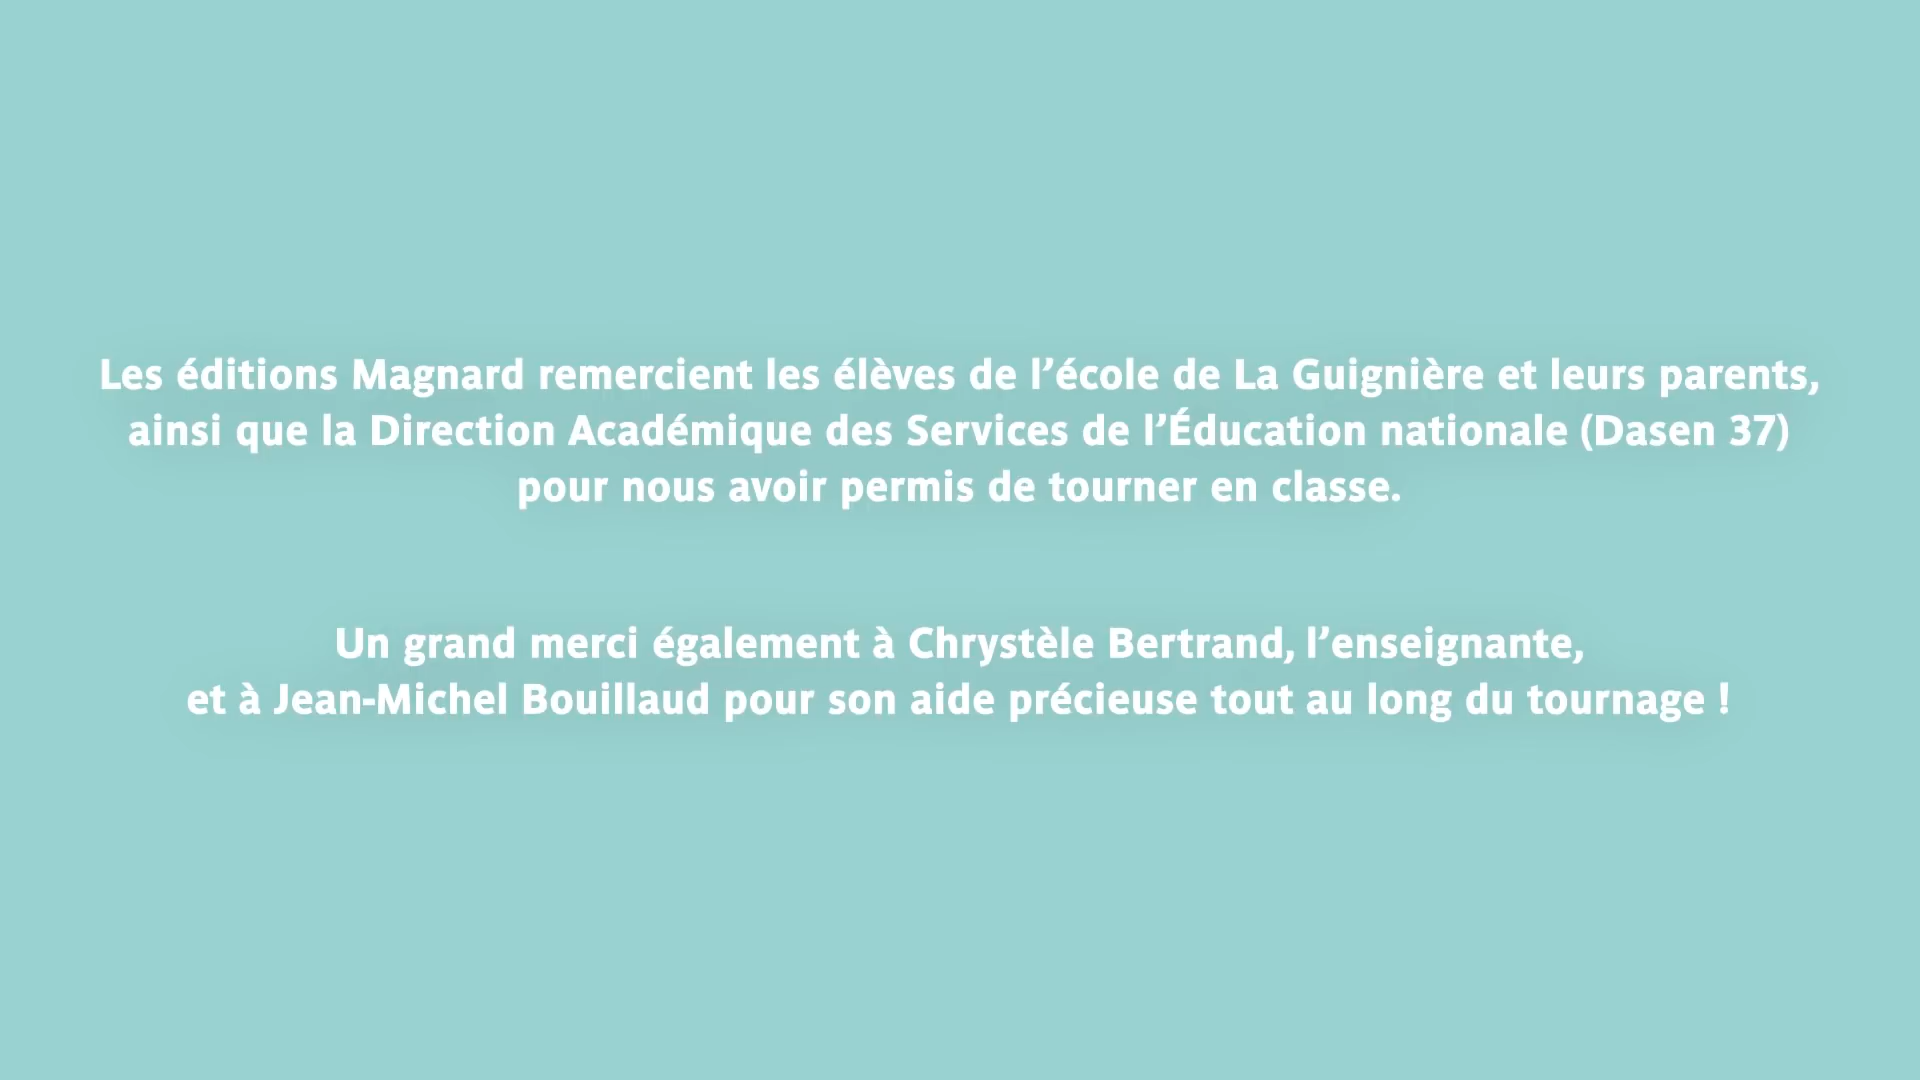 Les éditions Magnard remercient les élèves de l’école de La Guignière et leurs parents,
ainsi que la Direction Académique des Services de l’Éducation nationale (Dasen 37)
pour nous avoir permis de tourner en classe.
Un grand merci également à Chrystèle Bertrand, l’enseignante,
et à Jean-Michel Bouillaud pour son aide précieuse tout au long du tournage !